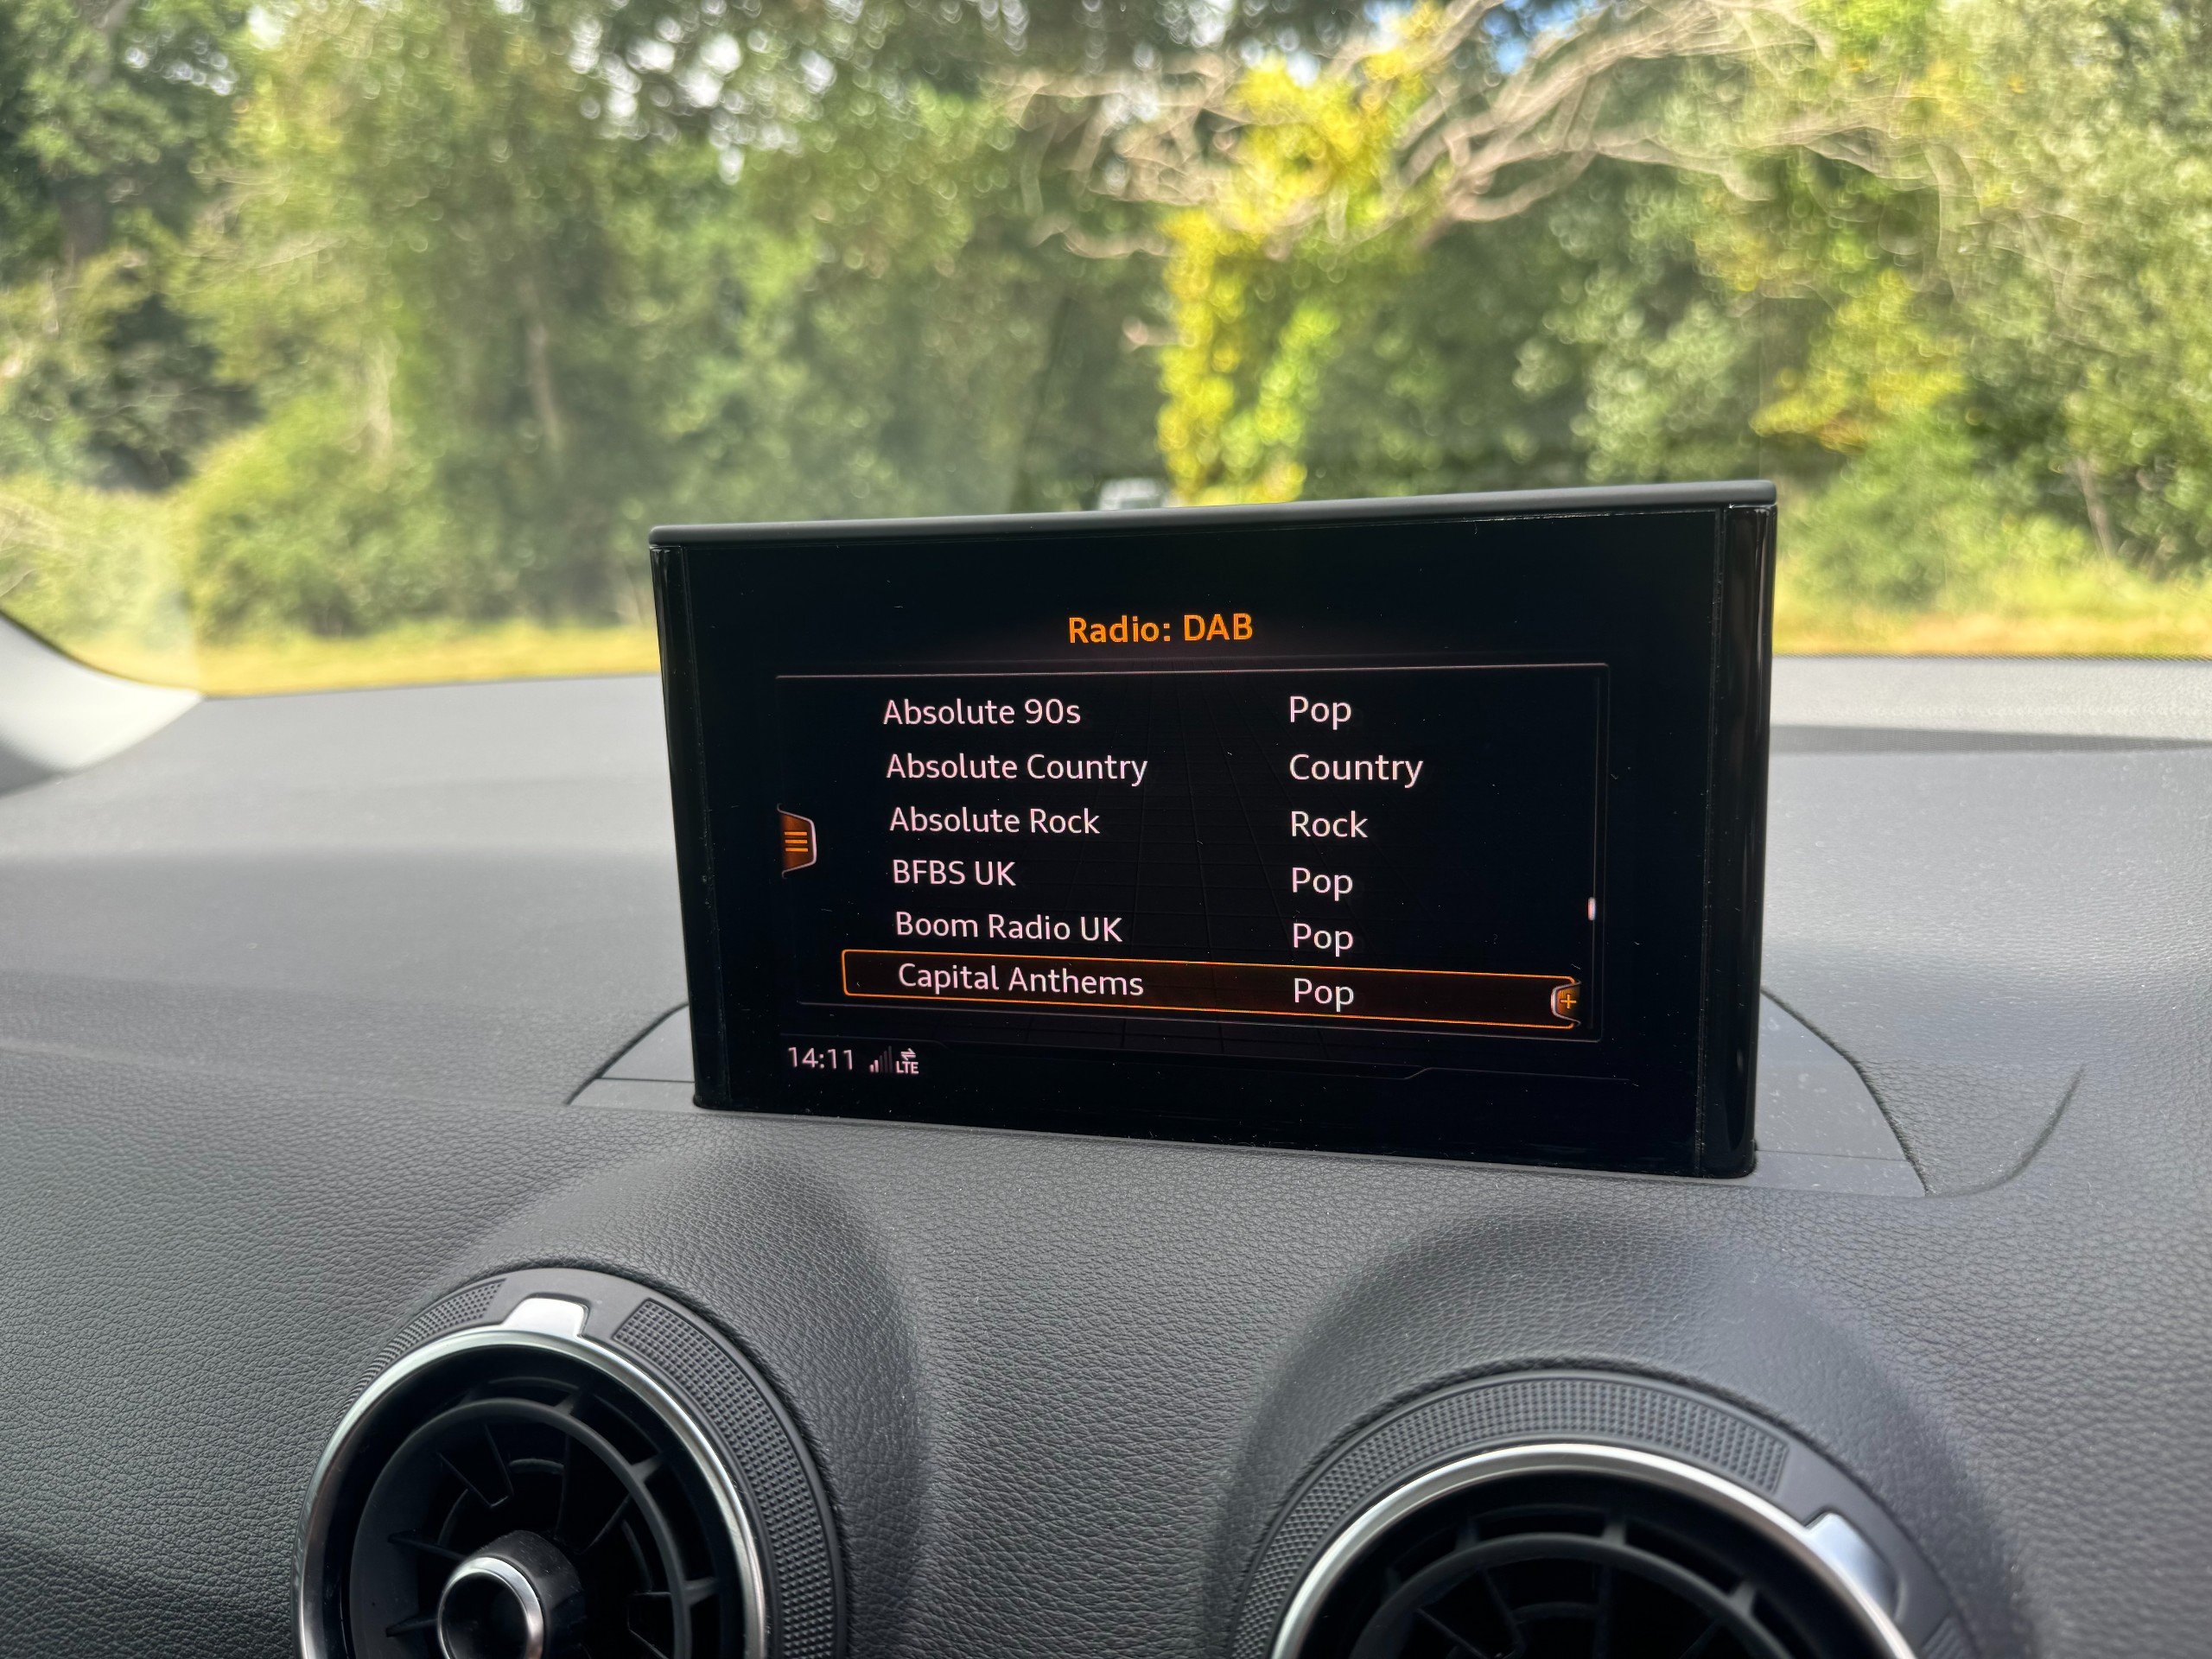 Radio: DAB
Absolute 90s Pop
Absolute Country Country
Absolute Rock Rock
BFBS UK Pop
Boom Radio UK Pop
Capital Anthems Pop
14:11 LTE